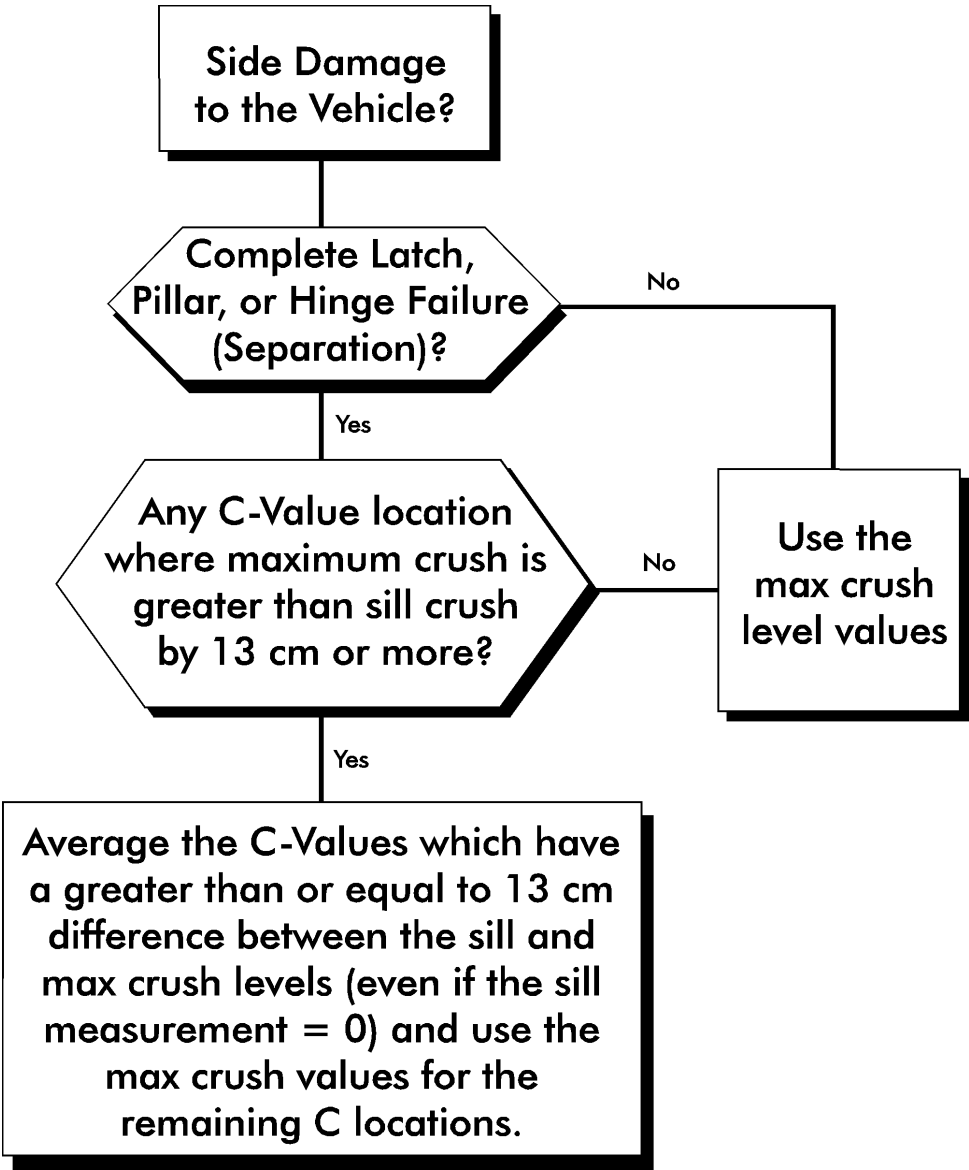 Side Damage
to the Vehicle?
Complete Latch,
Pillar, or Hinge Failure
(Separation)?
No
Yes
Any C-Value location
where maximum crush is
greater than sill crush
by 13 cm or more?
No
Use the
max crush
level values
Yes
Average the C-Values which have
a greater than or equal to 13 cm
difference between the sill and
max crush levels (even if the sill
measurement = 0) and use the
max crush values for the
remaining C locations.